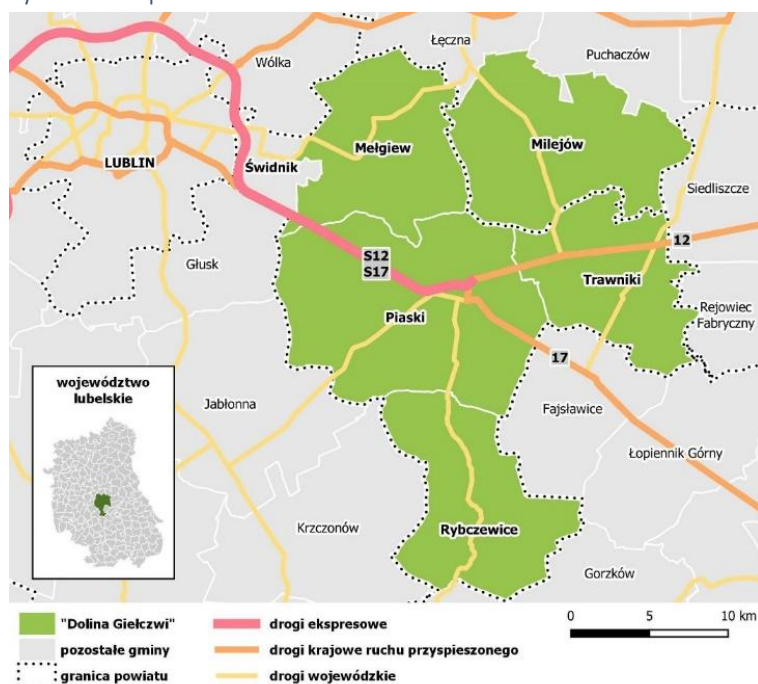 Łęczna
Puchaczów
Wólka
Mełgiew
Milejów
LUBLIN
Świdnik
Siedliszcze
Głusk
S12
S17
12
Trawniki
Piaski
Rejowiec
Fabryczny
17
województwo
lubelskie
Jabłonna
Fajsławice
Łopiennik Górny
Krzczonów
Rybczewice
Gorzków
"Dolina Giełczwi"
drogi ekspresowe
0 5 10 km
pozostałe gminy
drogi krajowe ruchu przyspieszonego
granica powiatu
drogi wojewódzkie